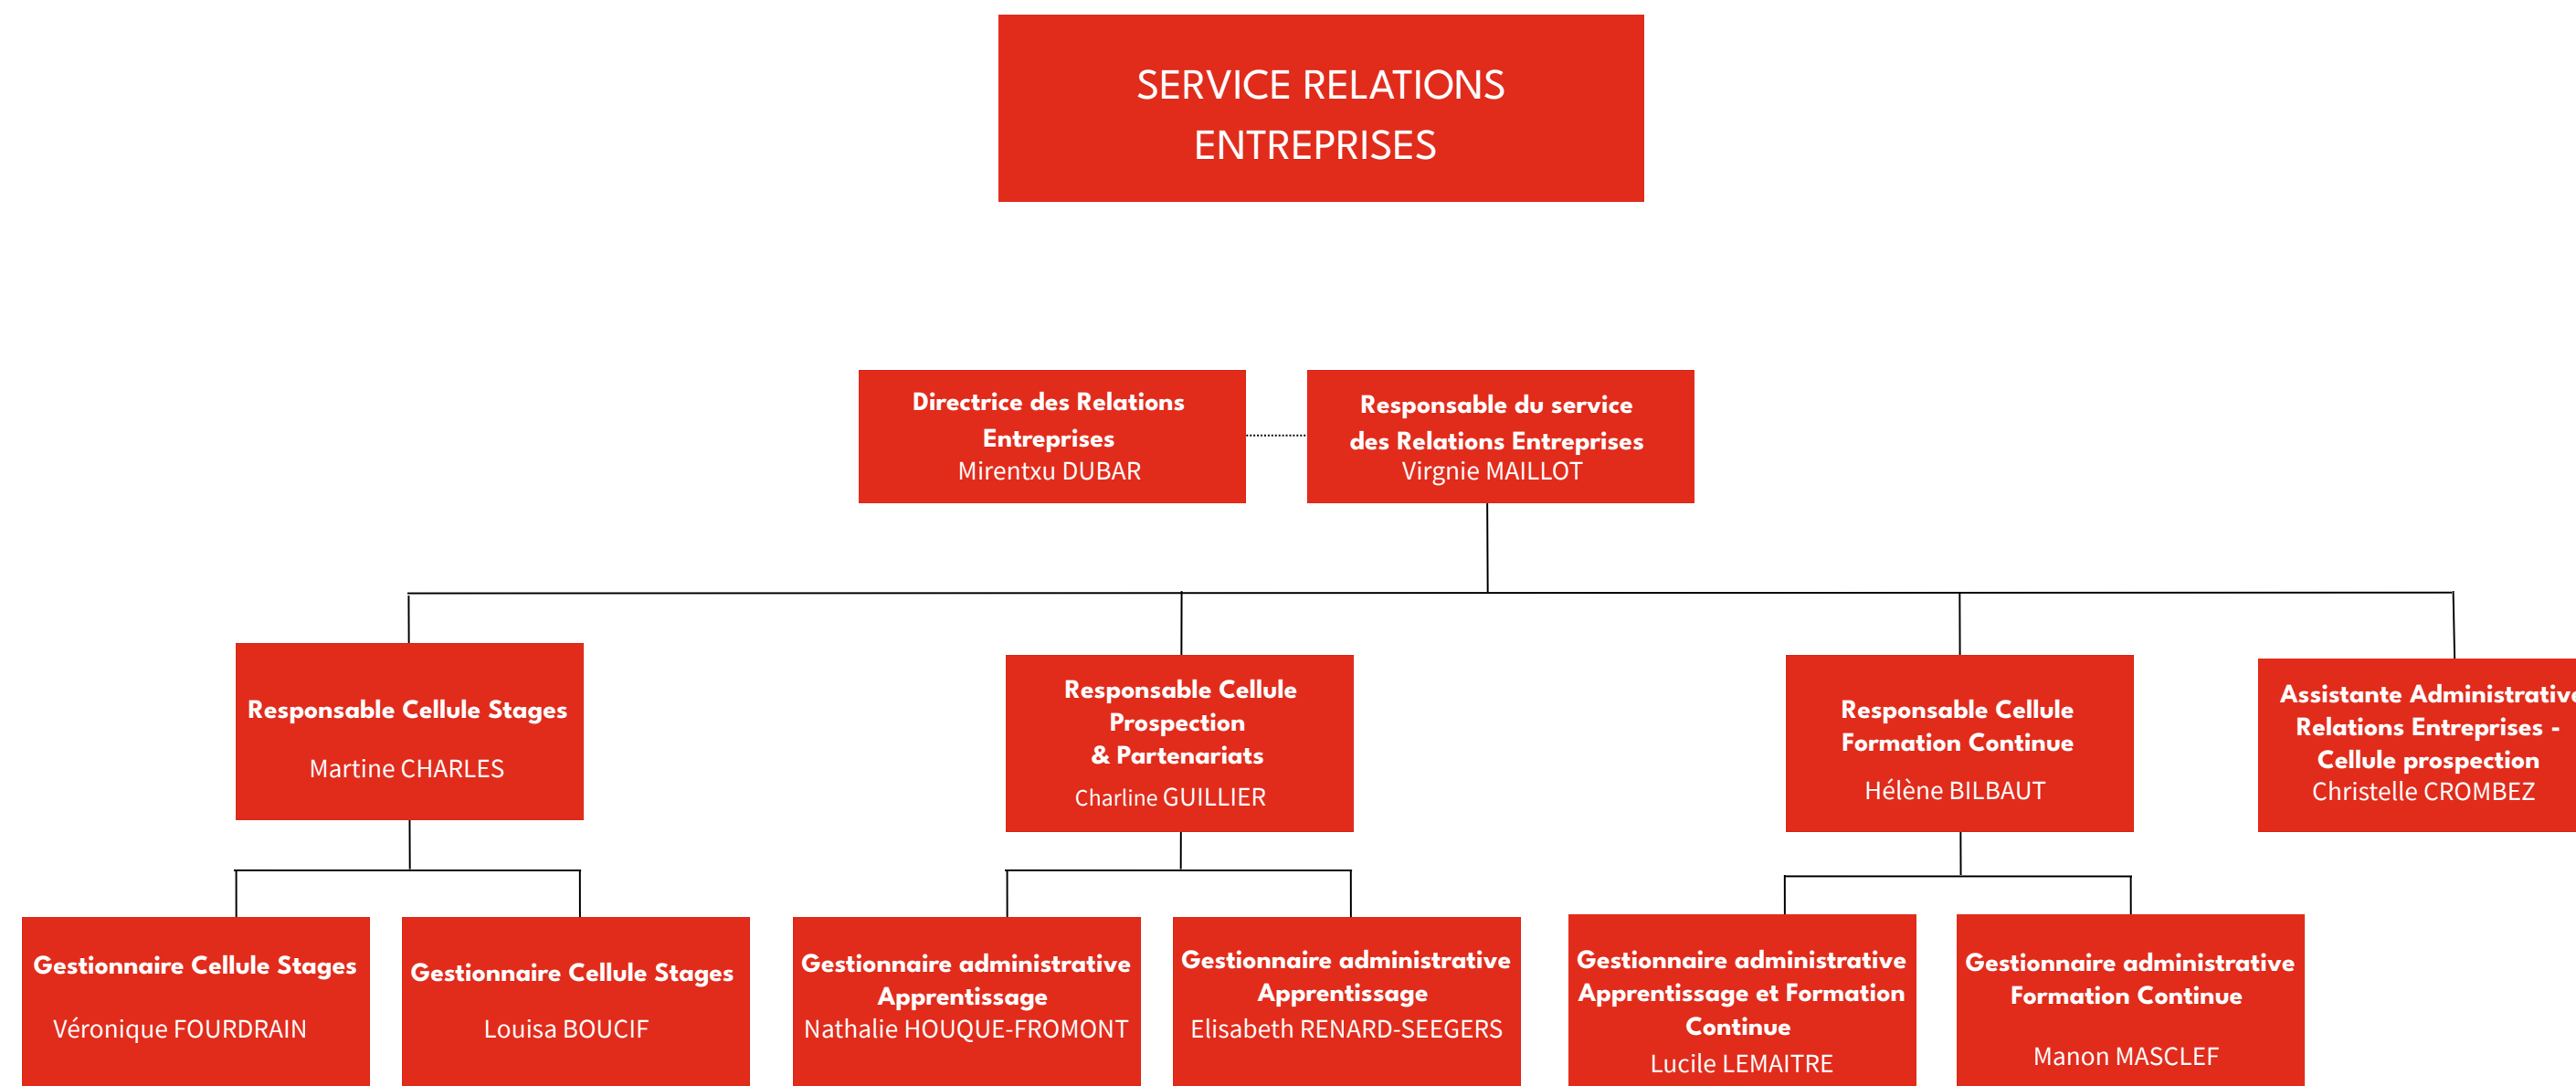 SERVICE RELATIONS
ENTREPRISES
Directrice des Relations
Entreprises
Mirentxu DUBAR
Responsable du service
des Relations Entreprises
Virgnie MAILLOT
Responsable Cellule Stages
Martine CHARLES
Responsable Cellule
Prospection
& Partenariats
Charline GUILLIER
Responsable Cellule
Formation Continue
Hélène BILBAUT
Assistante Administrative
Relations Entreprises -
Cellule prospection
Christelle CROMBEZ
Gestionnaire Cellule Stages
Véronique FOURDRAIN
Gestionnaire Cellule Stages
Louisa BOUCIF
Gestionnaire administrative
Apprentissage
Nathalie HOUQUE-FROMONT
Gestionnaire administrative
Apprentissage
Elisabeth RENARD-SEEGERS
Gestionnaire administrative
Apprentissage et Formation
Continue
Lucile LEMAITRE
Gestionnaire administrative
Formation Continue
Manon MASCLEF